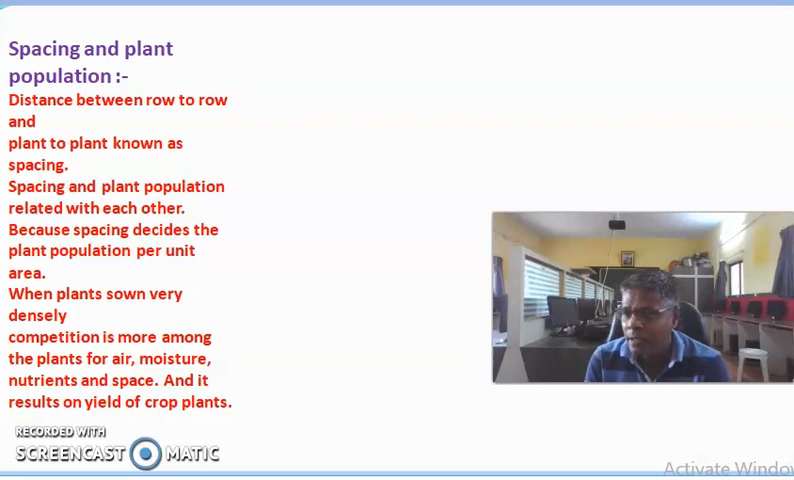 Spacing and plant
population :-
Distance between row to row
and
plant to plant known as
spacing.
Spacing and plant population
related with each other.
Because spacing decides the
plant population per unit
area.
When plants sown very
densely
competition is more among
the plants for air, moisture,
nutrients and space. And it
results on yield of crop plants.
RECORDED WITH
SCREENCAST MATIC
Activate Window